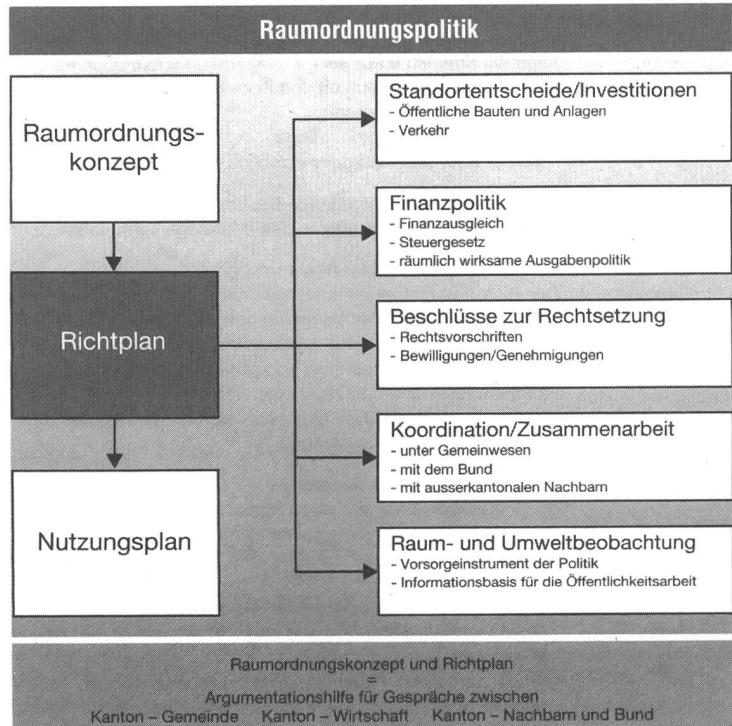 Raumordnungspolitik
Raumordnungs-
konzept
Richtplan
Nutzungsplan
Standortentscheide/Investitionen
- Öffentliche Bauten und Anlagen
- Verkehr
Finanzpolitik
- Finanzausgleich
- Steuergesetz
- räumlich wirksame Ausgabenpolitik
Beschlüsse zur Rechtsetzung
- Rechtsvorschriften
- Bewilligungen/Genehmigungen
Koordination/Zusammenarbeit
- unter Gemeinwesen
- mit dem Bund
- mit ausserkantonalen Nachbarn
Raum- und Umweltbeobachtung
- Vorsorgeinstrument der Politik
- Informationsbasis für die Öffentlichkeitsarbeit
Raumordnungskonzept und Richtplan
=
Argumentationshilfe für Gespräche zwischen
Kanton – Gemeinde Kanton – Wirtschaft Kanton – Nachbarn und Bund